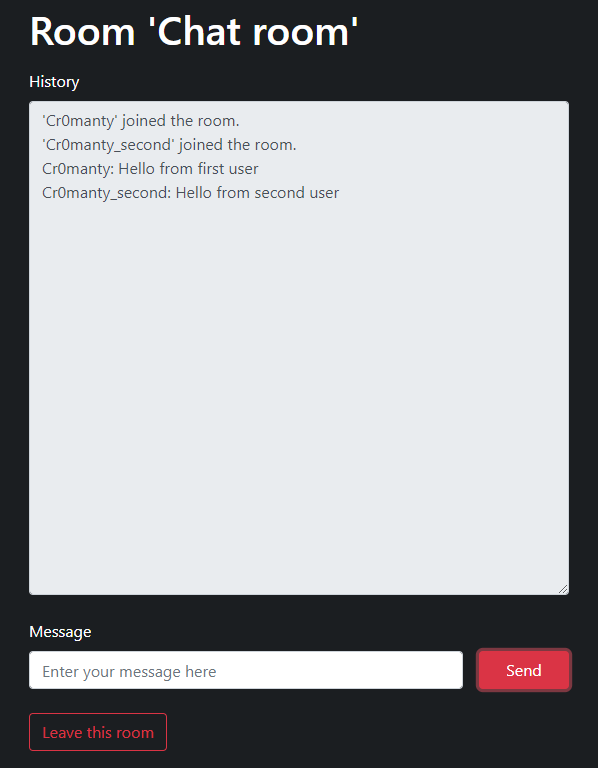 Room 'Chat room'
History
'Cr0manty' joined the room.
'Cr0manty_second' joined the room.
Cr0manty: Hello from first user
Cr0manty_second: Hello from second user
Message
Enter your message here
Send
Leave this room